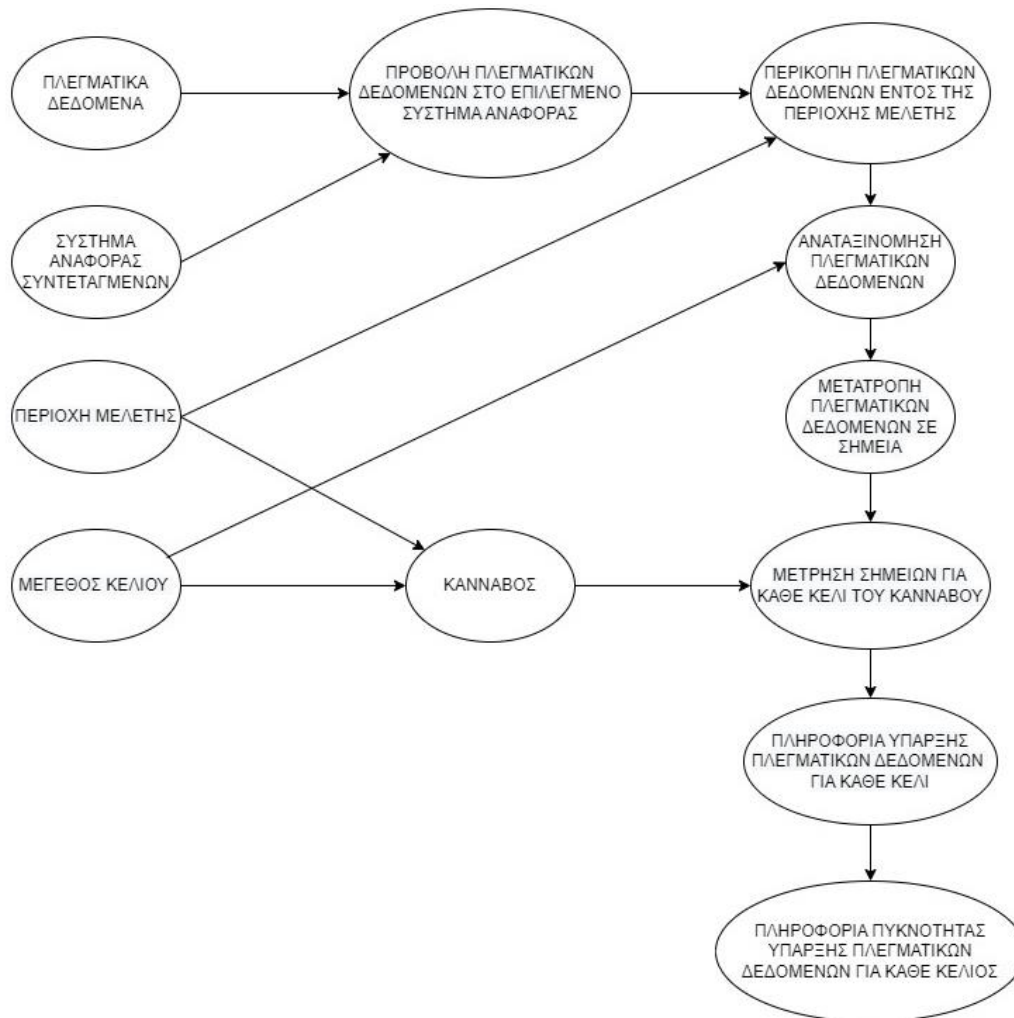 ΠΛΕΓΜΑΤΙΚΑ
ΔΕΔΟΜΕΝΑ
ΠΡΟΒΟΛΗ ΠΛΕΓΜΑΤΙΚΩΝ
ΔΕΔΟΜΕΝΩΝ ΣΤΟ ΕΠΙΛΕΓΜΕΝΟ
ΣΥΣΤΗΜΑ ΑΝΑΦΟΡΑΣ
ΠΕΡΙΚΟΠΗ ΠΛΕΓΜΑΤΙΚΩΝ
ΔΕΔΟΜΕΝΩΝ ΕΝΤΟΣ ΤΗΣ
ΠΕΡΙΟΧΗΣ ΜΕΛΕΤΗΣ
ΣΥΣΤΗΜΑ
ΑΝΑΦΟΡΑΣ
ΣΥΝΤΕΤΑΓΜΕΝΩΝ
ΑΝΑΤΑΞΙΝΟΜΗΣΗ
ΠΛΕΓΜΑΤΙΚΩΝ
ΔΕΔΟΜΕΝΩΝ
ΠΕΡΙΟΧΗ ΜΕΛΕΤΗΣ
ΜΕΤΑΤΡΟΠΗ
ΠΛΕΓΜΑΤΙΚΩΝ
ΔΕΔΟΜΕΝΩΝ ΣΕ
ΣΗΜΕΙΑ
ΜΕΓΕΘΟΣ ΚΕΛΙΟΥ
ΚΑΝΝΑΒΟΣ
ΜΕΤΡΗΣΗ ΣΗΜΕΙΩΝ ΓΙΑ
ΚΑΘΕ ΚΕΛΙ ΤΟΥ ΚΑΝΝΑΒΟΥ
ΠΛΗΡΟΦΟΡΙΑ ΥΠΑΡΞΗΣ
ΠΛΕΓΜΑΤΙΚΩΝ ΔΕΔΟΜΕΝΩΝ
ΓΙΑ ΚΑΘΕ ΚΕΛΙ
ΠΛΗΡΟΦΟΡΙΑ ΠΥΚΝΟΤΗΤΑΣ
ΥΠΑΡΞΗΣ ΠΛΕΓΜΑΤΙΚΩΝ
ΔΕΔΟΜΕΝΩΝ ΓΙΑ ΚΑΘΕ ΚΕΛΙΟΣ